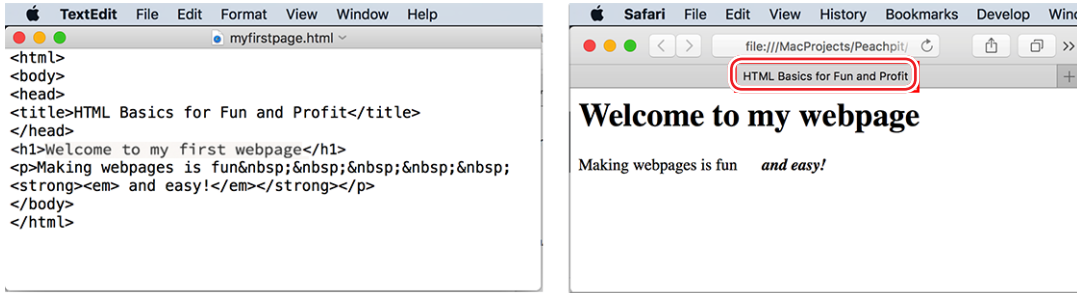 TextEdit File Edit Format View Window Help
myfirstpage.html
<html>
<body>
<head>
<title>HTML Basics for Fun and Profit</title>
</head>
<h1>Welcome to my first webpage</h1>
<p>Making webpages is fun&nbsp;&nbsp;&nbsp;&nbsp;&nbsp;
<strong><em> and easy!</em></strong></p>
</body>
</html>
Safari File Edit View History Bookmarks Develop Wind
file:///MacProjects/Peachpit/
HTML Basics for Fun and Profit
Welcome to my webpage
Making webpages is fun and easy!